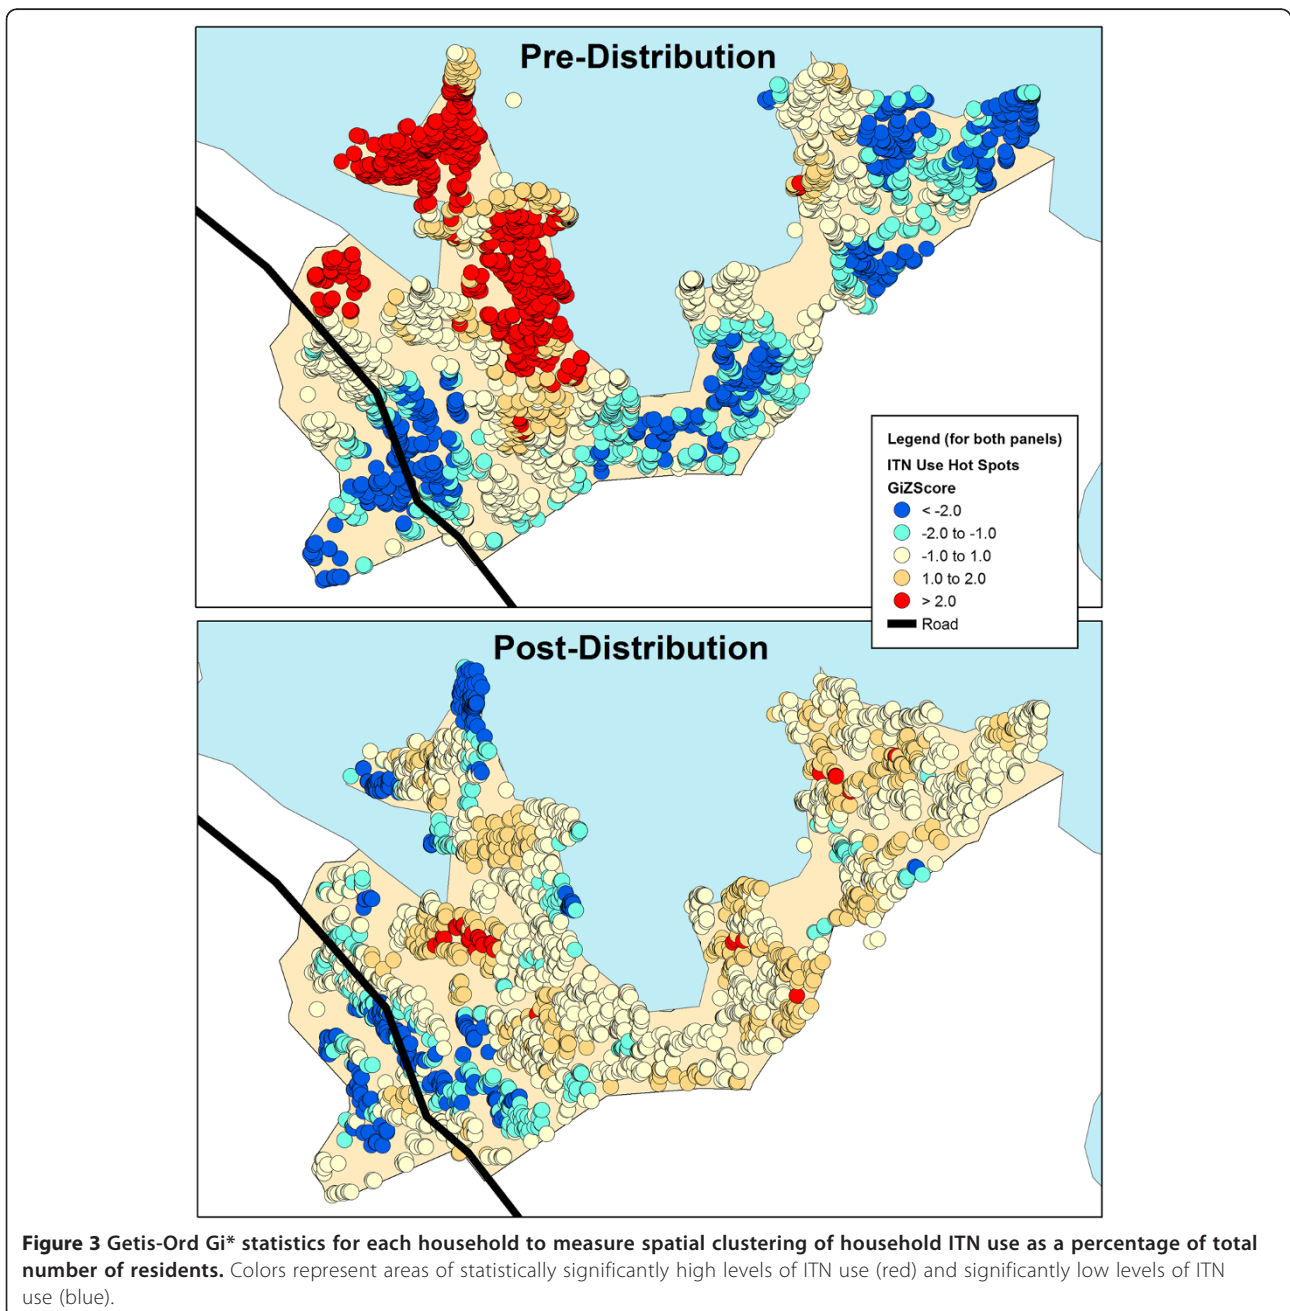 Pre-Distribution
Legend (for both panels)
ITN Use Hot Spots
GiZScore
< -2.0
-2.0 to -1.0
-1.0 to 1.0
1.0 to 2.0
> 2.0
Road
Post-Distribution
Figure 3 Getis-Ord Gi* statistics for each household to measure spatial clustering of household ITN use as a percentage of total
number of residents. Colors represent areas of statistically significantly high levels of ITN use (red) and significantly low levels of ITN
use (blue).